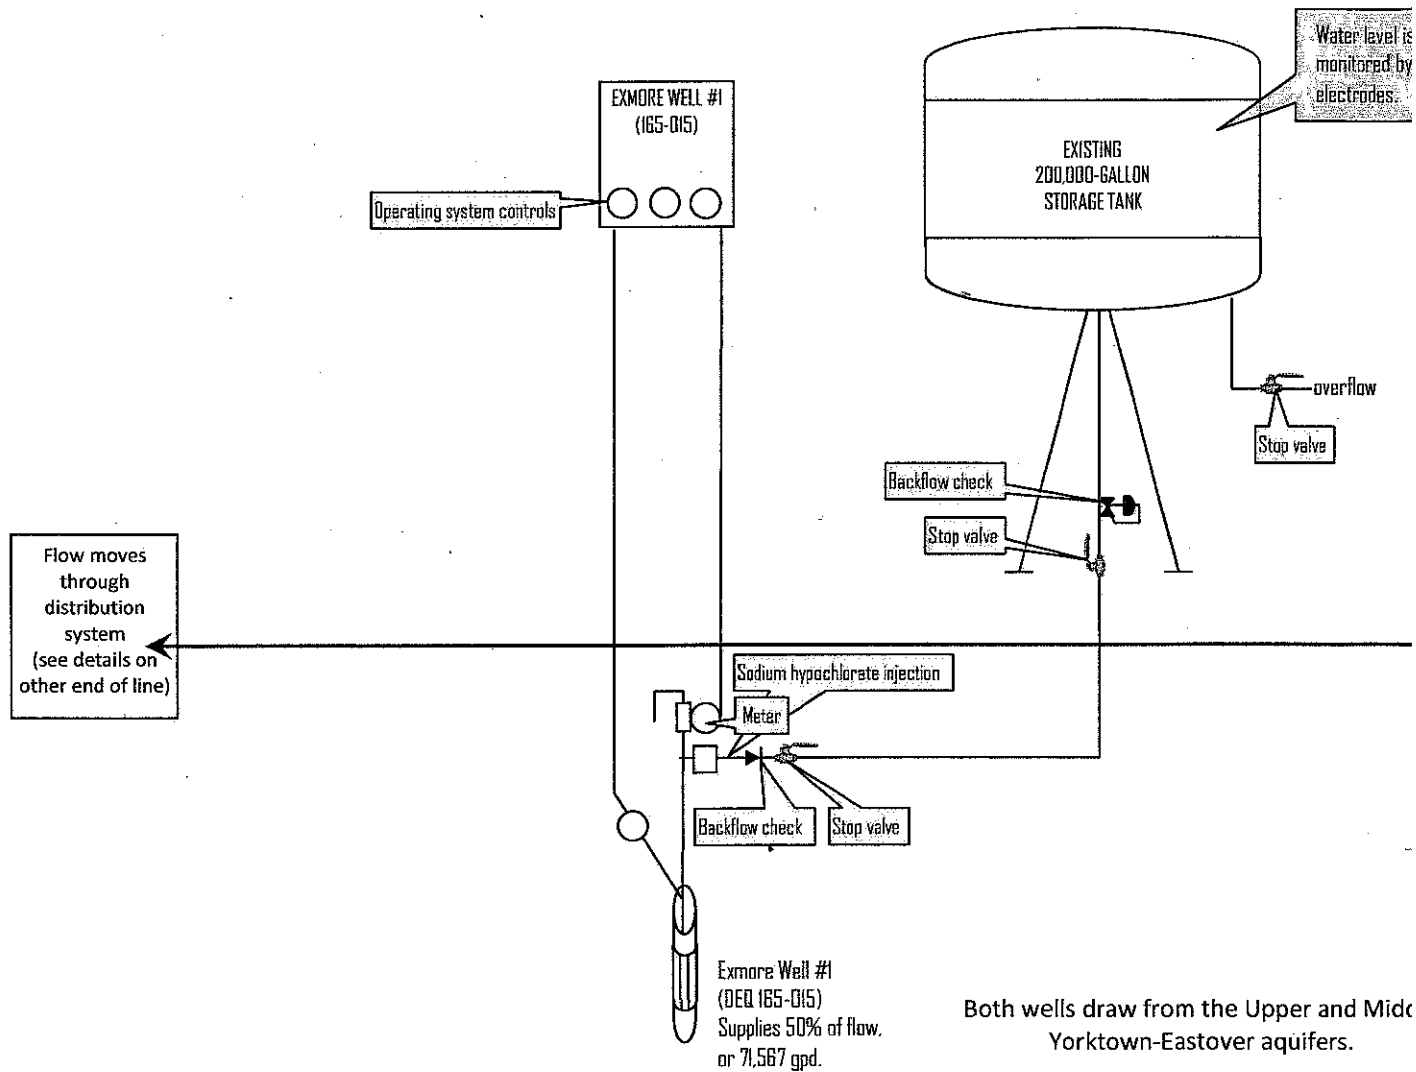 Water level is
monitored by
electrodes.
EXMORE WELL #1
(165-015)
Operating system controls
EXISTING
200,000-GALLON
STORAGE TANK
overflow
Stop valve
Backflow check
Stop valve
Flow moves
through
distribution
system
(see details on
other end of line)
Sodium hypochlorate injection
Meter
Backflow check
Stop valve
Exmore Well #1
(DEQ 165-015)
Supplies 50% of flow,
or 71,567 gpd.
Both wells draw from the Upper and Midd
Yorktown-Eastover aquifers.